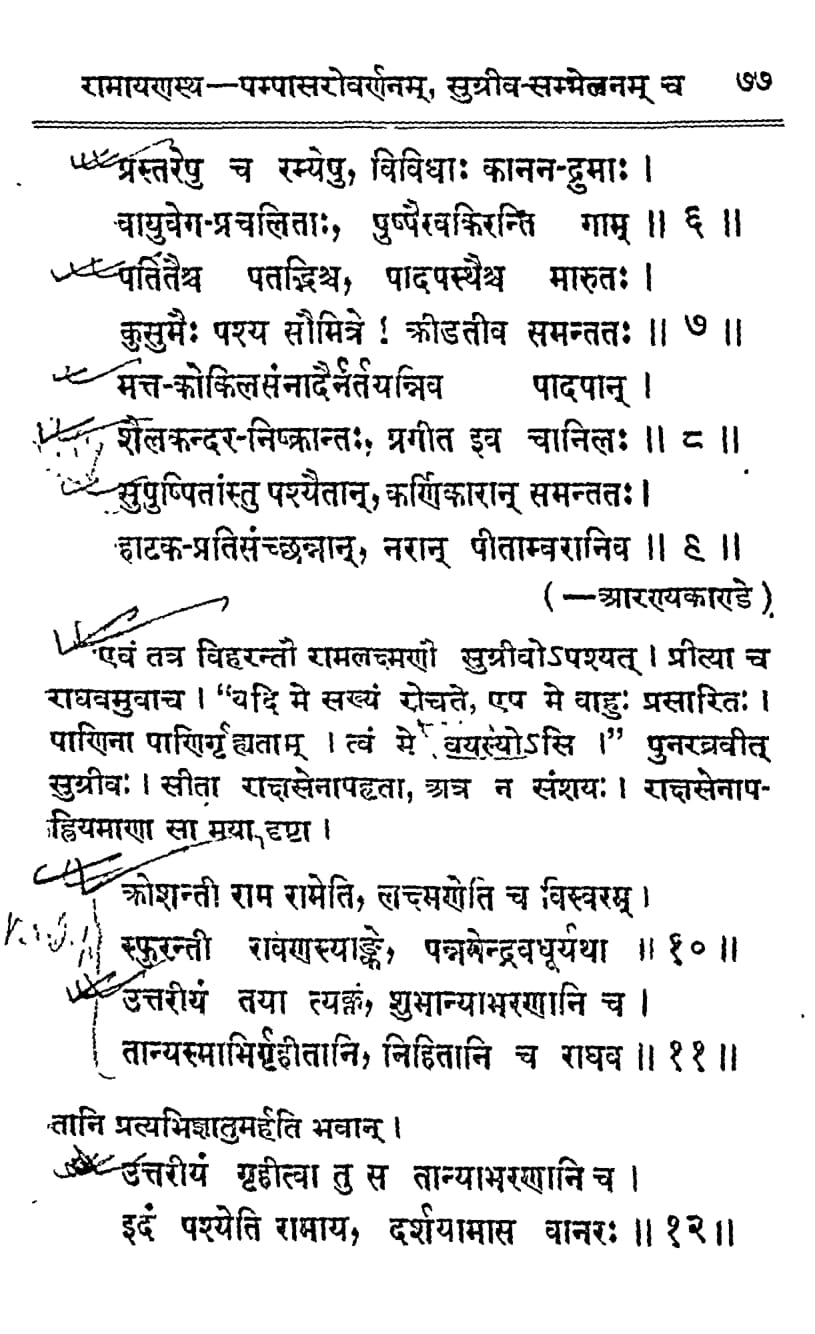 रामायणस्थ—पम्पासरोवर्णनम्, सुग्रीव-सम्मेलनम् च ७७
प्रस्तरेषु च रम्येषु, विविधाः कानन-द्रुमाः ।
वायुवेग-प्रचलिताः, पुष्पैरवकिरन्ति गाम् ॥ ६ ॥
पतितैश्च पतद्भिश्च, पादपस्थैश्च मारुतः ।
कुसुमैः पश्य सौमित्रे ! क्रीडतीव समन्ततः ॥ ७ ॥
मत्त-कोकिलसंनादैर्नर्तयन्निव पादपान् ।
शैलकन्दर-निष्क्रान्तः, प्रगीत इव चानिलः ॥ ८ ॥
सुपुष्पितांस्तु पश्यैतान्, कर्णिकारान् समन्ततः ।
हाटक-प्रतिसंच्छन्नान्, नरान् पीताम्बरानिव ॥ ९ ॥
(—आरण्यकाण्डे)
एवं तत्र विहरन्तौ रामलक्ष्मणौ सुग्रीवोऽपश्यत् । प्रीत्या च
राघवमुवाच । “यदि मे सख्यं रोचते, एष मे बाहुः प्रसारितः ।
पाणिना पाणिर्गृह्यताम् । त्वं मे वयस्योऽसि ।” पुनरब्रवीत्
सुग्रीवः । सीता राक्षसेनापहृता, अत्र न संशयः । राक्षसेनाप-
ह्रियमाणा सा मया दृष्टा ।
क्रोशन्ती राम रामेति, लक्ष्मणेति च विस्वरम् ।
स्फुरन्ती रावणस्याङ्के, पन्नगेन्द्रवधूर्यथा ॥ १० ॥
उत्तरीयं तया त्यक्तं, शुभान्याभरणानि च ।
तान्यस्माभिर्गृहीतानि, निहितानि च राघव ॥ ११ ॥
तानि प्रत्यभिज्ञातुमर्हति भवान् ।
उत्तरीयं गृहीत्वा तु स तान्याभरणानि च ।
इदं पश्येति रामाय, दर्शयामास वानरः ॥ १२ ॥